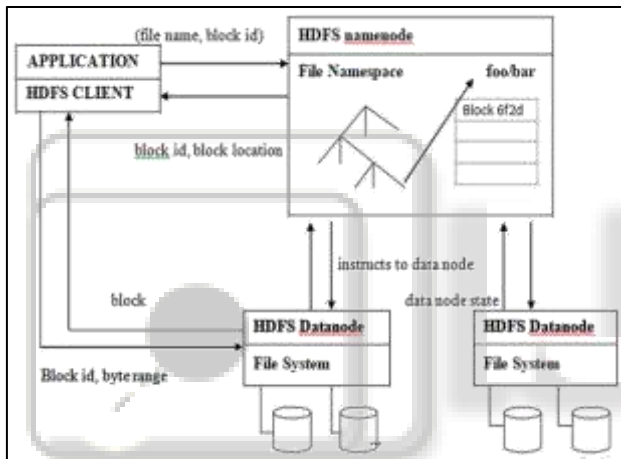 (file name, block id)
APPLICATION
HDFS CLIENT
HDFS namenode
File Namespace
foo/bar
Block 6f2d
block id, block location
instructs to data node
data node state
block
Block id, byte range
HDFS Datanode
File System
HDFS Datanode
File System